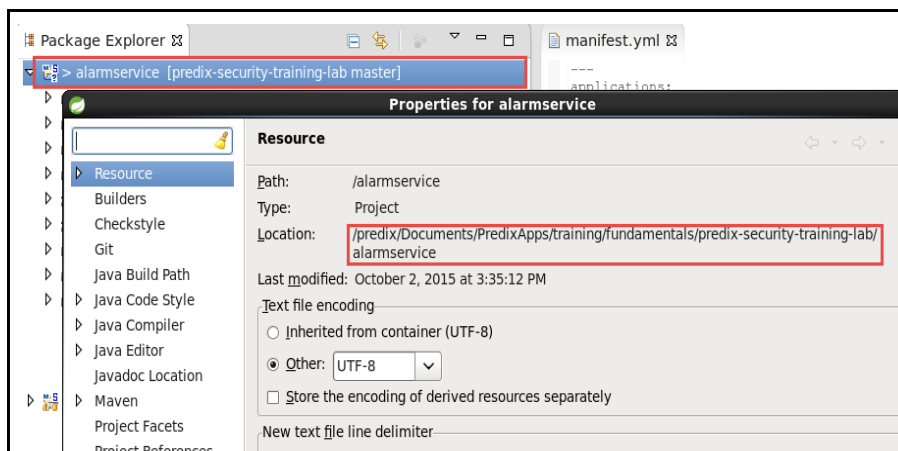 Package Explorer
manifest.yml
> alarmservice [predix-security-training-lab master]
---
applications:
Properties for alarmservice
Resource
Resource
Builders
Checkstyle
Git
Java Build Path
Java Code Style
Java Compiler
Java Editor
Javadoc Location
Maven
Project Facets
Project References
Path: /alarmservice
Type: Project
Location: /predix/Documents/PredixApps/training/fundamentals/predix-security-training-lab/
alarmservice
Last modified: October 2, 2015 at 3:35:12 PM
Text file encoding
Inherited from container (UTF-8)
Other: UTF-8
Store the encoding of derived resources separately
New text file line delimiter